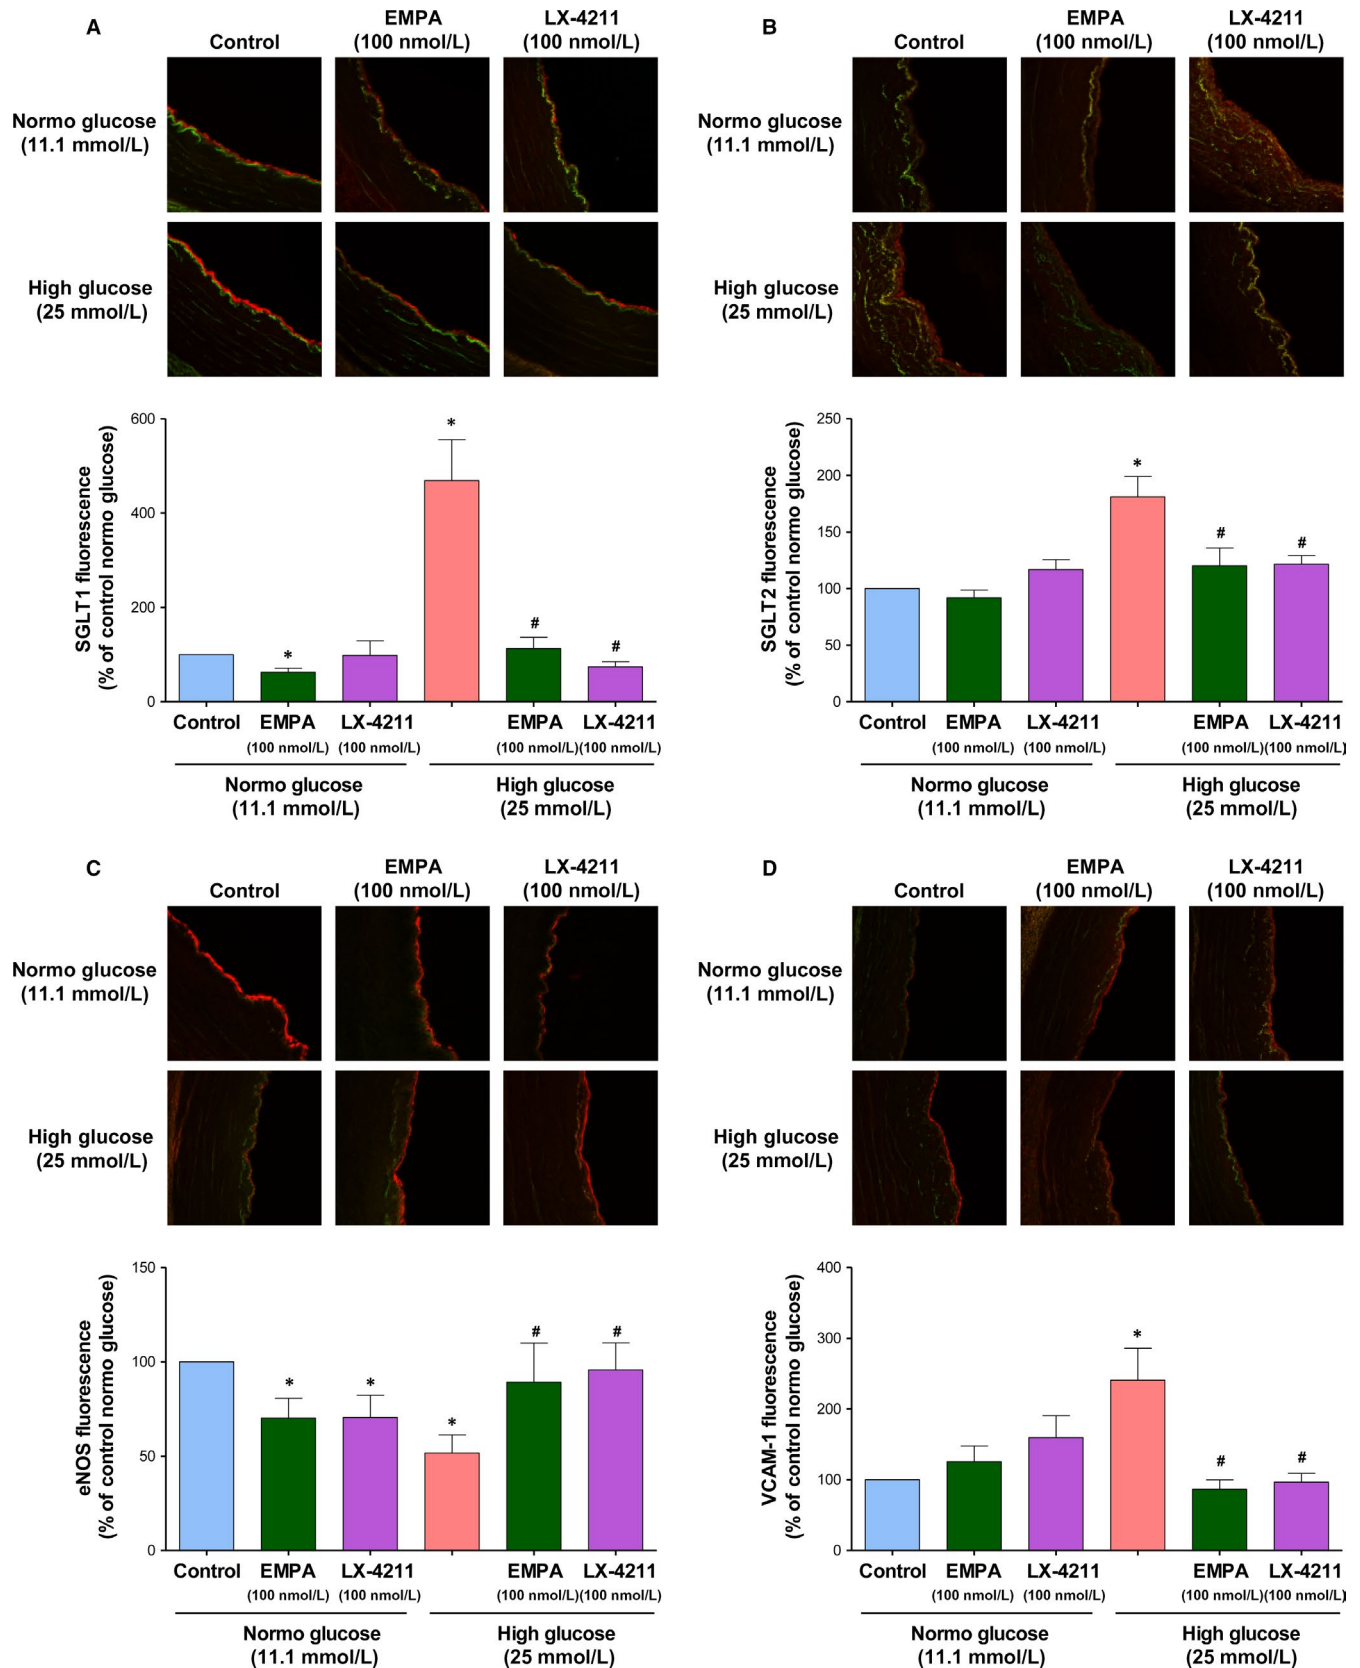 A
Control
EMPA
(100 nmol/L)
LX-4211
(100 nmol/L)
Normo glucose
(11.1 mmol/L)
High glucose
(25 mmol/L)
SGLT1 fluorescence
(% of control normo glucose)
600
400
200
0
*
*
#
#
Control
EMPA
(100 nmol/L)
LX-4211
(100 nmol/L)
EMPA
(100 nmol/L)
LX-4211
(100 nmol/L)
Normo glucose
(11.1 mmol/L)
High glucose
(25 mmol/L)
B
Control
EMPA
(100 nmol/L)
LX-4211
(100 nmol/L)
Normo glucose
(11.1 mmol/L)
High glucose
(25 mmol/L)
SGLT2 fluorescence
(% of control normo glucose)
250
200
150
100
50
0
*
#
#
Control
EMPA
(100 nmol/L)
LX-4211
(100 nmol/L)
EMPA
(100 nmol/L)
LX-4211
(100 nmol/L)
Normo glucose
(11.1 mmol/L)
High glucose
(25 mmol/L)
C
Control
EMPA
(100 nmol/L)
LX-4211
(100 nmol/L)
Normo glucose
(11.1 mmol/L)
High glucose
(25 mmol/L)
eNOS fluorescence
(% of control normo glucose)
150
100
50
0
*
*
*
#
#
Control
EMPA
(100 nmol/L)
LX-4211
(100 nmol/L)
EMPA
(100 nmol/L)
LX-4211
(100 nmol/L)
Normo glucose
(11.1 mmol/L)
High glucose
(25 mmol/L)
D
Control
EMPA
(100 nmol/L)
LX-4211
(100 nmol/L)
Normo glucose
(11.1 mmol/L)
High glucose
(25 mmol/L)
VCAM-1 fluorescence
(% of control normo glucose)
400
300
200
100
0
*
#
#
Control
EMPA
(100 nmol/L)
LX-4211
(100 nmol/L)
EMPA
(100 nmol/L)
LX-4211
(100 nmol/L)
Normo glucose
(11.1 mmol/L)
High glucose
(25 mmol/L)